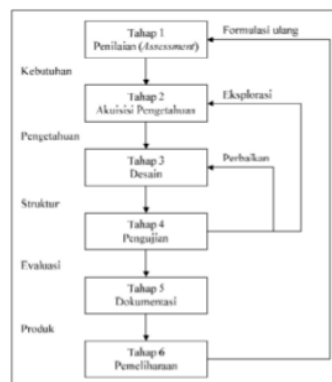 Tahap 1
Penilaian (Assessment)
Formulasi ulang
Kebutuhan
Tahap 2
Akuisisi Pengetahuan
Eksplorasi
Pengetahuan
Tahap 3
Desain
Perbaikan
Struktur
Tahap 4
Pengujian
Evaluasi
Tahap 5
Dokumentasi
Produk
Tahap 6
Pemeliharaan